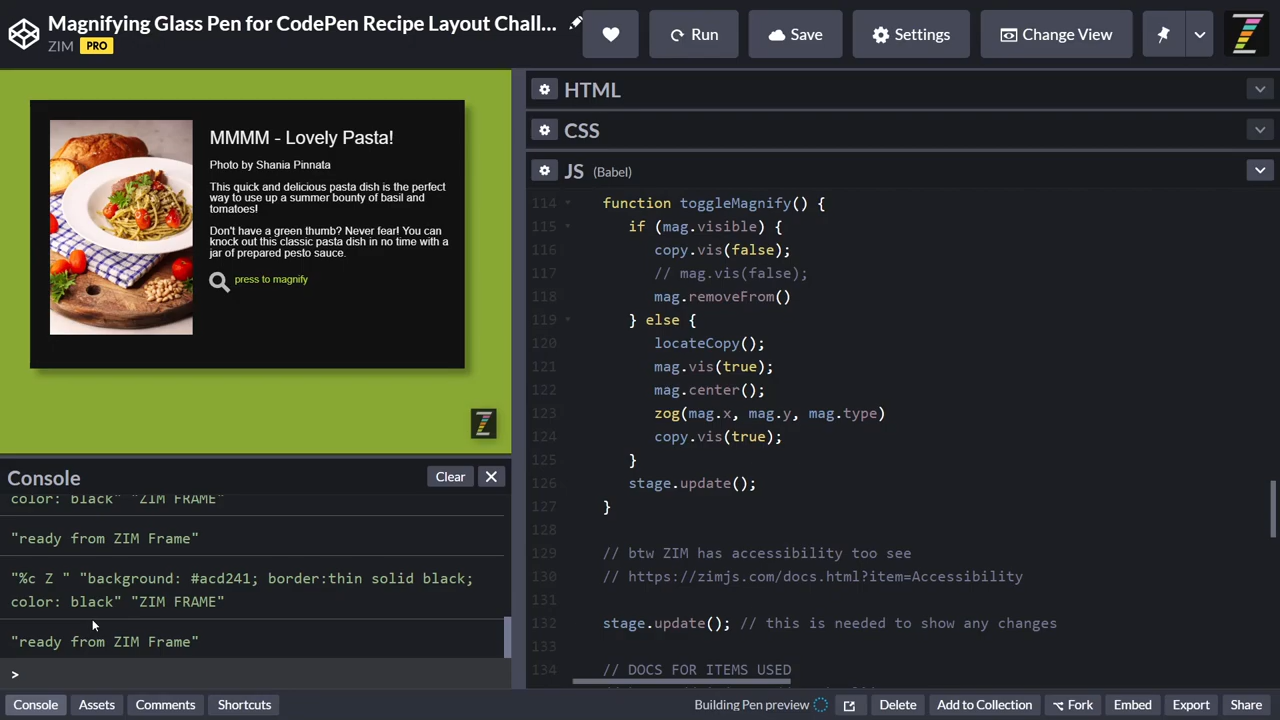 Magnifying Glass Pen for CodePen Recipe Layout Chall...
ZIM PRO
Run
Save
Settings
Change View
MMMM - Lovely Pasta!
Photo by Shania Pinnata
This quick and delicious pasta dish is the perfect
way to use up a summer bounty of basil and
tomatoes!
Don't have a green thumb? Never fear! You can
knock out this classic pasta dish in no time with a
jar of prepared pesto sauce.
press to magnify
Console
Clear
color: black" "ZIM FRAME"
"ready from ZIM Frame"
"%c Z " "background: #acd241; border:thin solid black;
color: black" "ZIM FRAME"
"ready from ZIM Frame"
>
HTML
CSS
JS (Babel)
114 function toggleMagnify() {
115 if (mag.visible) {
116 copy.vis(false);
117 // mag.vis(false);
118 mag.removeFrom()
119 } else {
120 locateCopy();
121 mag.vis(true);
122 mag.center();
123 zog(mag.x, mag.y, mag.type)
124 copy.vis(true);
125 }
126 stage.update();
127 }
128
129 // btw ZIM has accessibility too see
130 // https://zimjs.com/docs.html?item=Accessibility
131
132 stage.update(); // this is needed to show any changes
133
134 // DOCS FOR ITEMS USED
Console
Assets
Comments
Shortcuts
Building Pen preview
Delete
Add to Collection
Fork
Embed
Export
Share